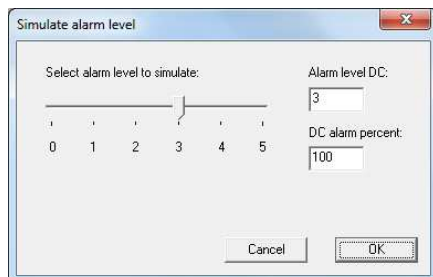 Simulate alarm level
Select alarm level to simulate:
0 1 2 3 4 5
Alarm level DC:
3
DC alarm percent:
100
Cancel OK